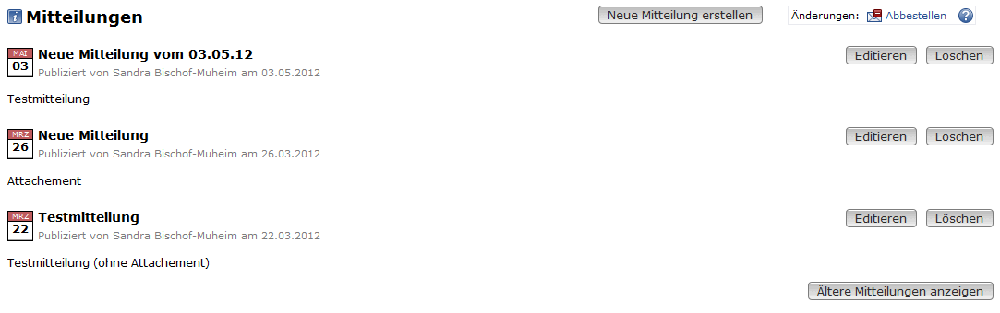 Mitteilungen Neue Mitteilung erstellen Änderungen: Abbestellen ?
MAI
03
Neue Mitteilung vom 03.05.12 Editieren Löschen
Publiziert von Sandra Bischof-Muheim am 03.05.2012
Testmitteilung
MRZ
26
Neue Mitteilung Editieren Löschen
Publiziert von Sandra Bischof-Muheim am 26.03.2012
Attachement
MRZ
22
Testmitteilung Editieren Löschen
Publiziert von Sandra Bischof-Muheim am 22.03.2012
Testmitteilung (ohne Attachement)
Ältere Mitteilungen anzeigen